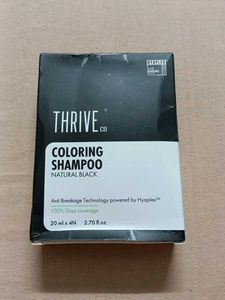 HYAPLEX
THRIVE CO
COLORING
SHAMPOO
NATURAL BLACK
Anti Breakage Technology powered by Hyaplex™
100% Grey coverage
20 ml x 4N 2.70 fl.oz.